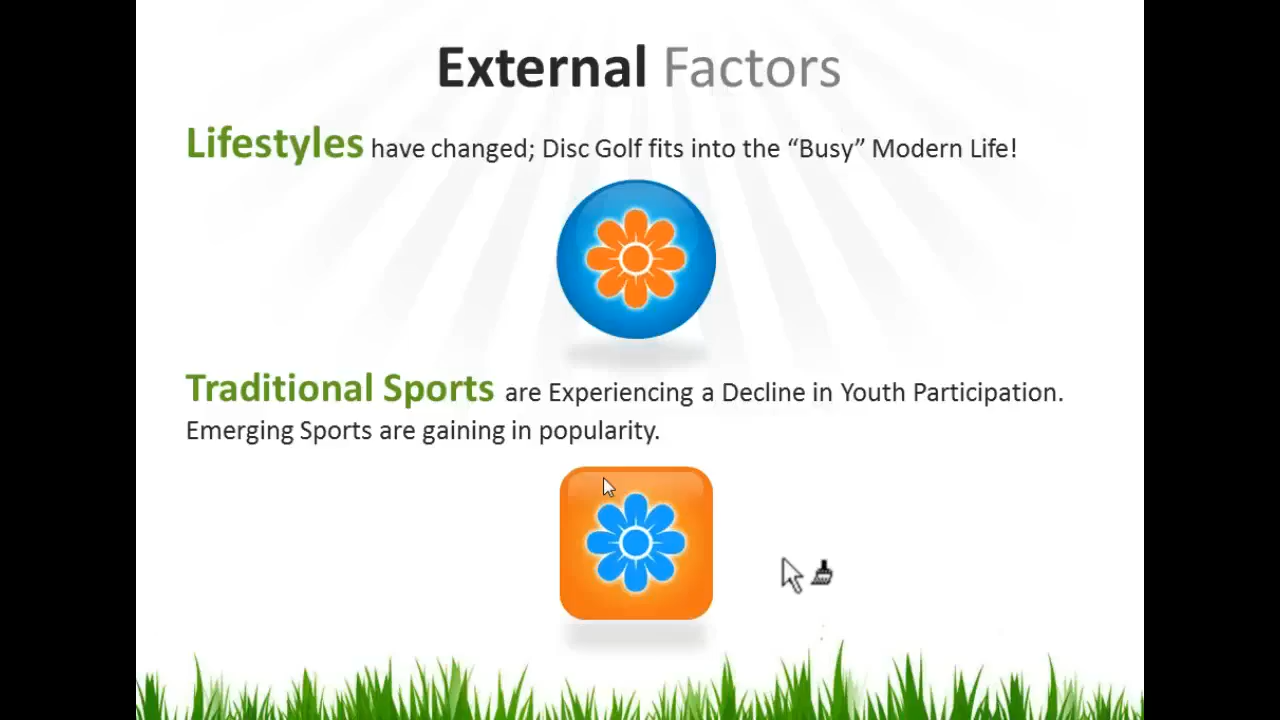 External Factors
Lifestyles have changed; Disc Golf fits into the “Busy” Modern Life!
Traditional Sports are Experiencing a Decline in Youth Participation.
Emerging Sports are gaining in popularity.